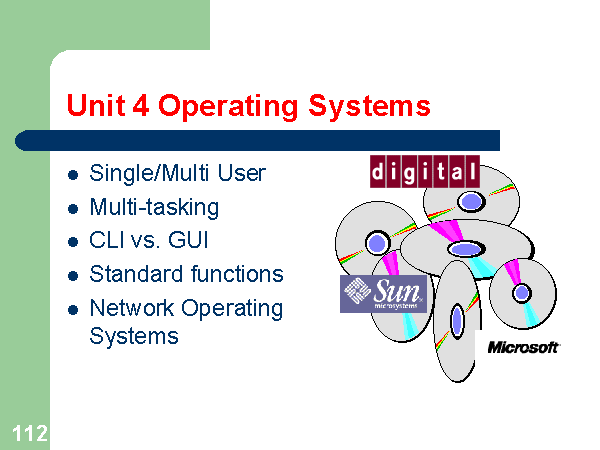 Unit 4 Operating Systems
Single/Multi User
Multi-tasking
CLI vs. GUI
Standard functions
Network Operating
Systems
digital
Sun
microsystems
Microsoft
112